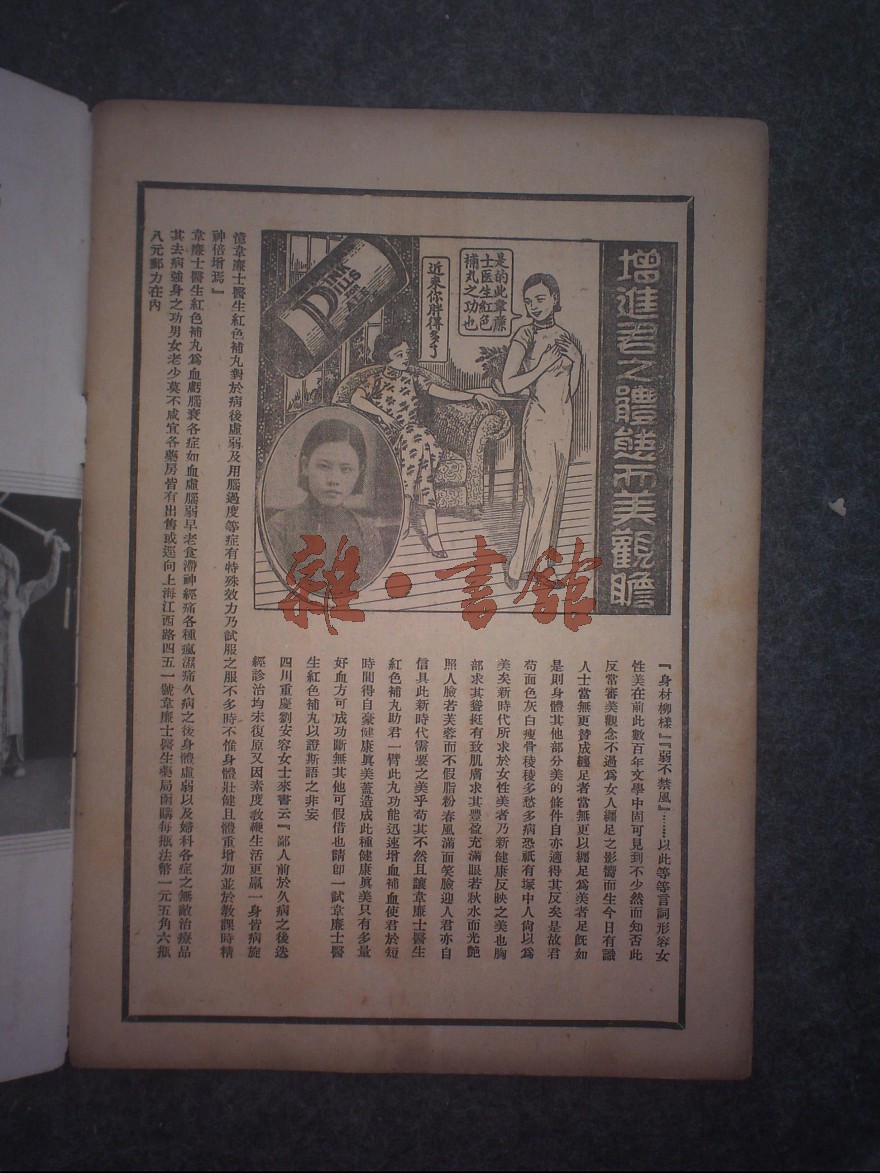 增進君之體態而美觀瞻
是的此韋廉
士医生紅色
補丸之功也
近來你胖得多了
PINK
PILLS
FOR
PALE
『身材柳樣』『弱不禁風』……以此等等言詞形容女
性美在前此數百年文學中固可見到不少然而知否此
反常審美觀念不過為女人纏足之影響而生今日有識
人士當無更贊成纏足者當無更以纏足為美者足旣如
是則身體其他部分美的條件自亦適得其反矣是故君
苟面色灰白瘦骨稜稜多愁多病恐祇有塚中人尙以為
美矣新時代所求於女性美者乃新健康反映之美也胸
部求其聳挺有致肌膚求其豐盈充滿眼若秋水而光艷
照人臉若芙蓉而不假脂粉春風滿面笑臉迎人君亦自
信具此新時代需要之美乎苟其不然且讓韋廉士醫生
紅色補丸助君一臂此丸功能迅速增血補血使君於短
時間得自豪健康眞美蓋造成此種健康眞美只有多量
好血方可成功斷無其他可假借也請卽一試韋廉士醫
生紅色補丸以證斯語之非妄
四川重慶劉安容女士來書云『鄙人前於久病之後迭
經診治均未復原又因素度敎鞭生活更羸一身皆病旋
憶韋廉士醫生紅色補丸對於病後虛弱及用腦過度等症有特殊效力乃試服之服不多時不惟身體壯健且體重增加並於敎課時精
神倍增焉』
韋廉士醫生紅色補丸為血虧腦衰各症如血虛腦弱早老食滯神經痛各種瘋濕痛久病之後身體虛弱以及婦科各症之無敵治療品
其去病強身之功男女老少莫不咸宜各藥房皆有出售或逕向上海江西路四五一號韋廉士醫生藥局函購每瓶法幣一元五角六瓶
八元郵力在內
雜·書館